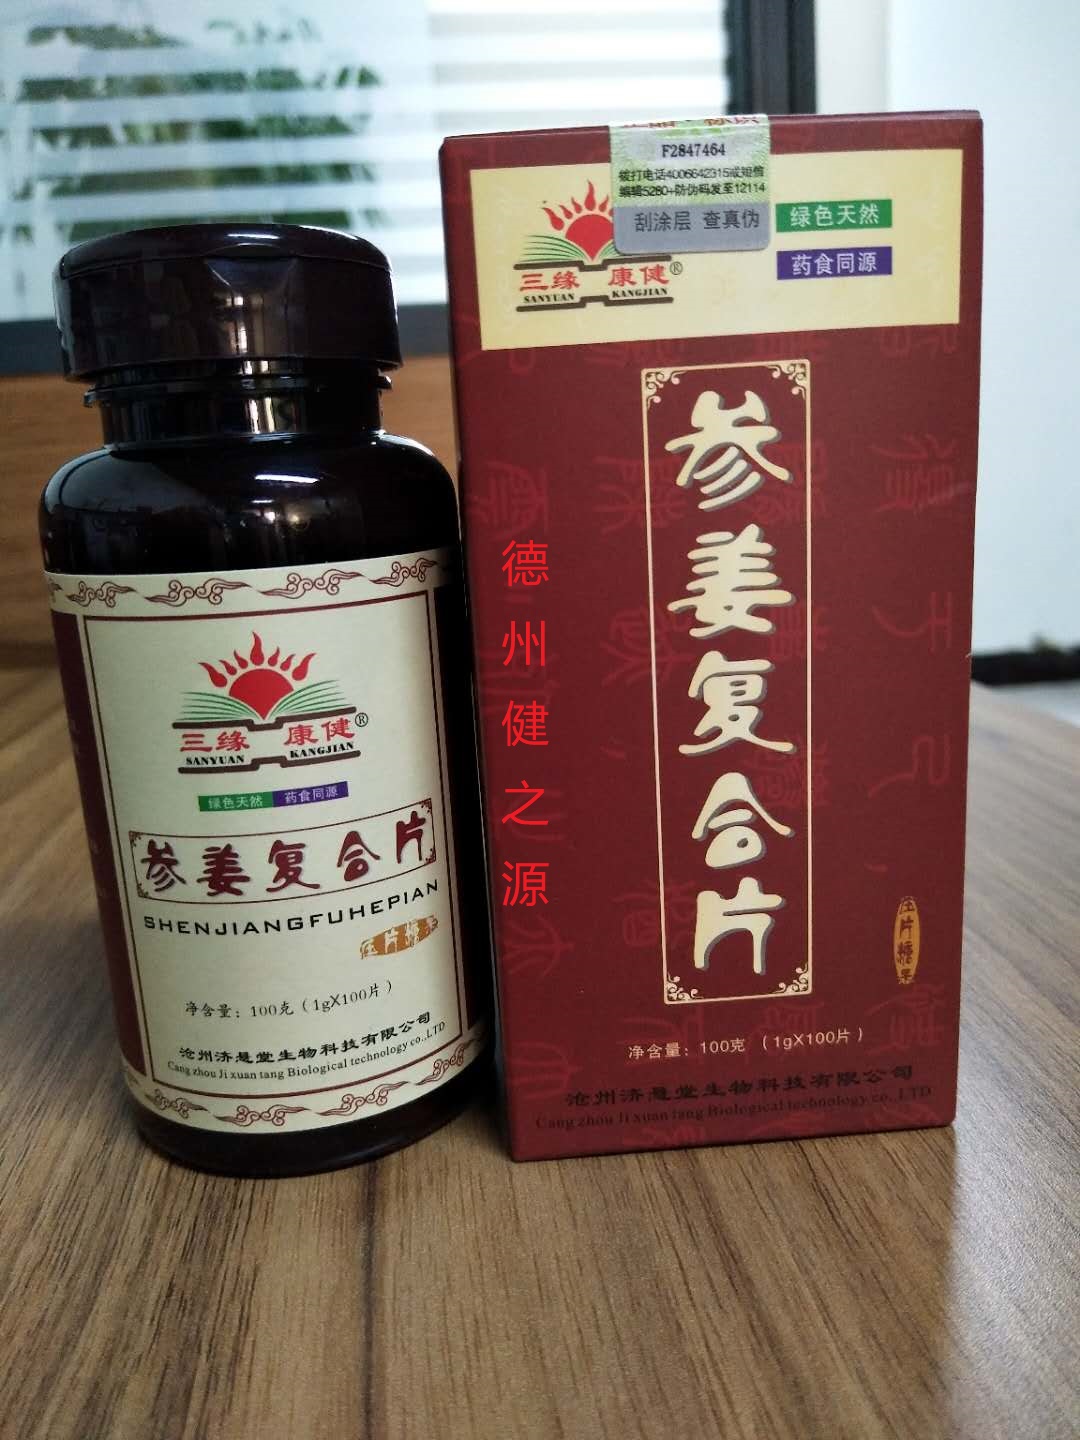 三缘 康健®
SANYUAN KANGJIAN
绿色天然 药食同源
参姜复合片
SHENJIANGFUHEPIAN
压片糖果
净含量：100克（1gX100片）
沧州济悬堂生物科技有限公司
Cang zhou Ji xuan tang Biological technology co.,LTD
F2847464
拨打电话4006642315或短信
编辑5280+防伪码发至12114
刮涂层 查真伪
三缘 康健®
SANYUAN KANGJIAN
绿色天然
药食同源
参姜复合片
压片糖果
净含量：100克（1gX100片）
沧州济悬堂生物科技有限公司
Cang zhou Ji xuan tang Biological technology co.,LTD
德州健之源